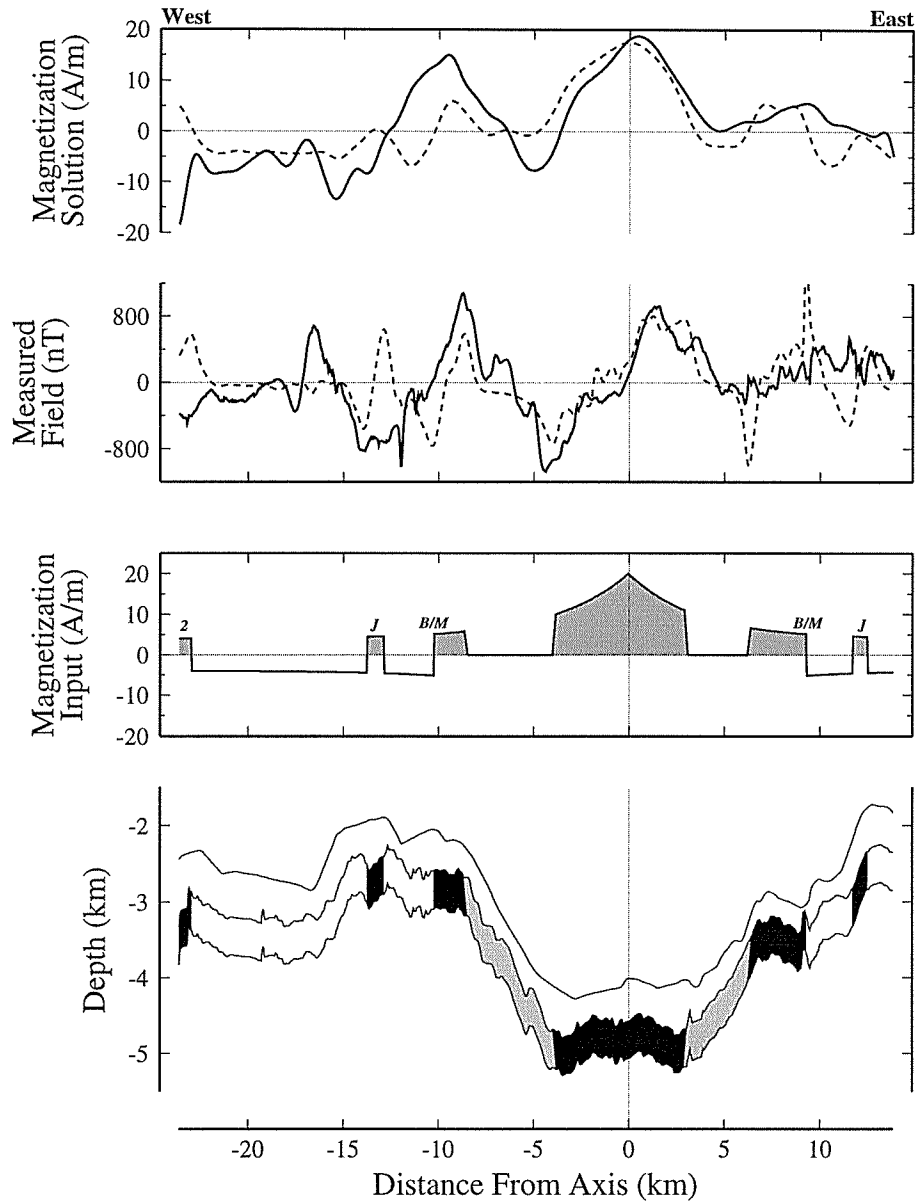 West East
Magnetization
Solution (A/m)
20
10
0
-10
-20
Measured
Field (nT)
800
0
-800
Magnetization
Input (A/m)
20
10
0
-10
-20
2 J B/M B/M J
Depth (km)
-2
-3
-4
-5
-20 -15 -10 -5 0 5 10
Distance From Axis (km)